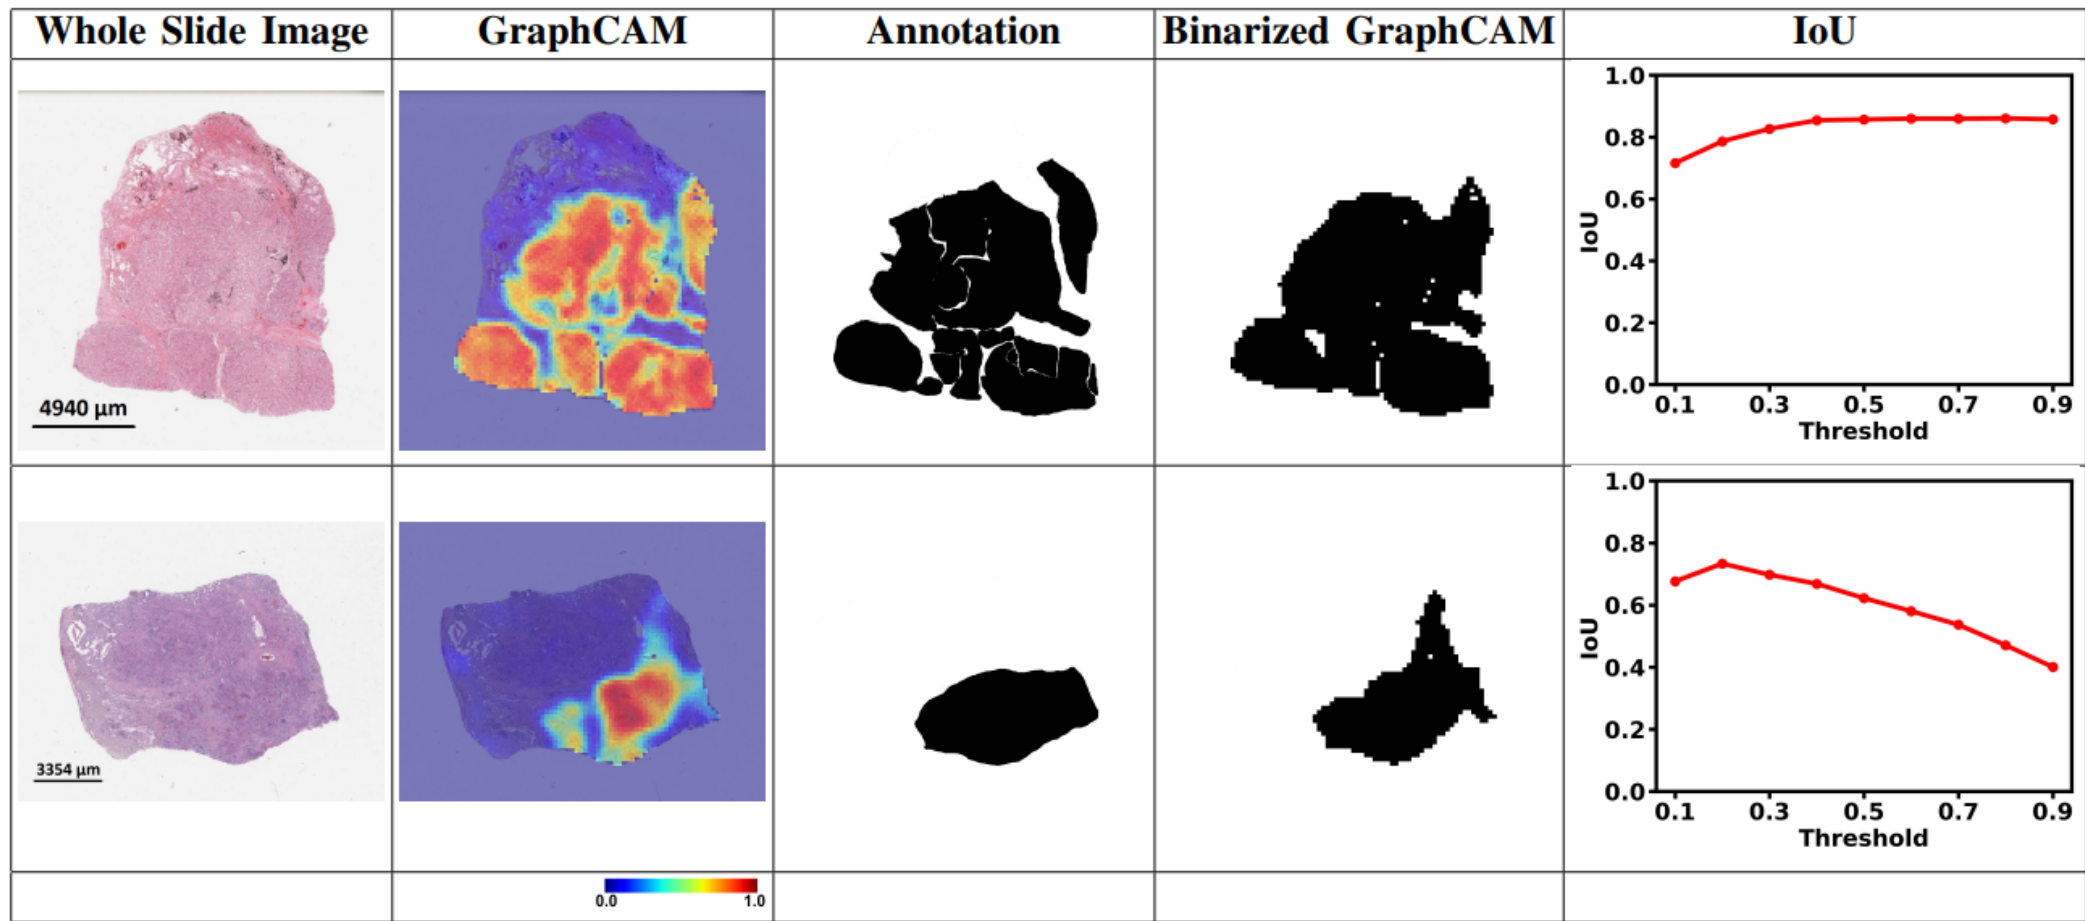 Whole Slide Image GraphCAM Annotation Binarized GraphCAM IoU
4940 μm
1.0
0.8
0.6
0.4
0.2
0.0
IoU
0.1 0.3 0.5 0.7 0.9
Threshold
3354 μm
1.0
0.8
0.6
0.4
0.2
0.0
IoU
0.1 0.3 0.5 0.7 0.9
Threshold
0.0 1.0